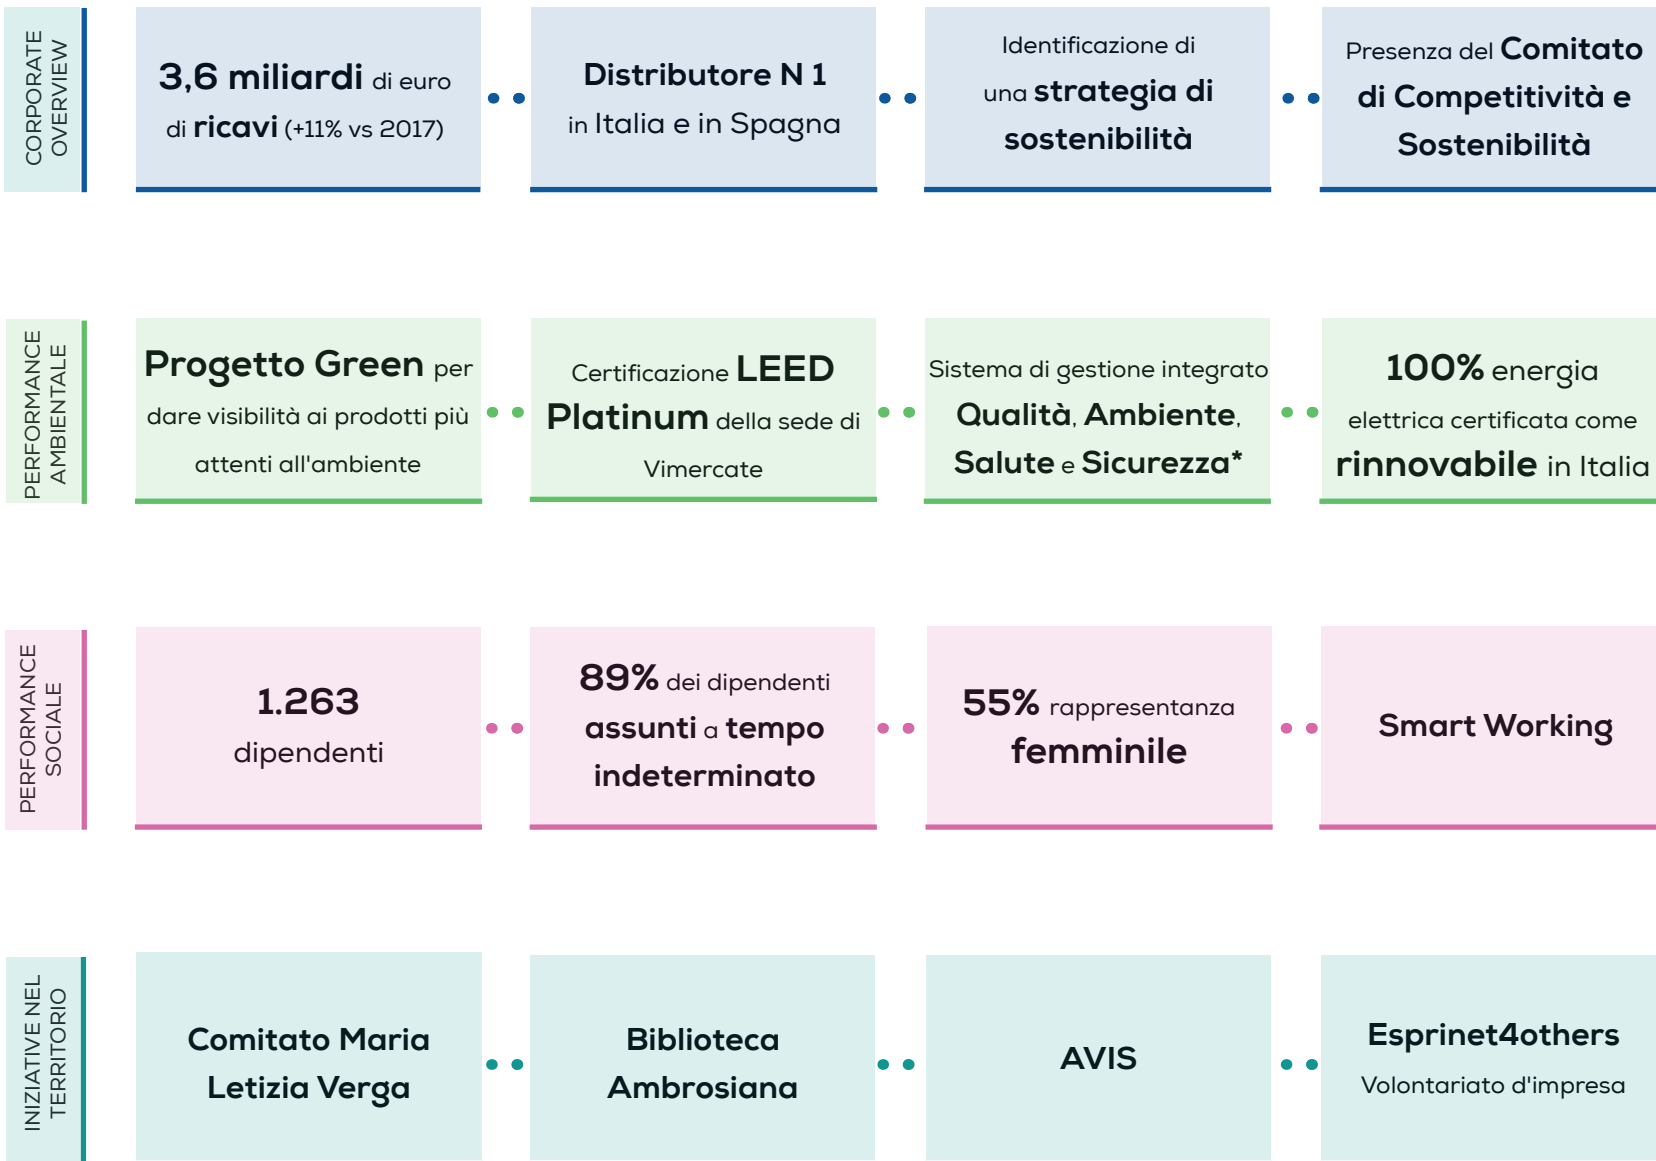 CORPORATE
OVERVIEW
3,6 miliardi di euro
di ricavi (+11% vs 2017)
Distributore N 1
in Italia e in Spagna
Identificazione di
una strategia di
sostenibilità
Presenza del Comitato
di Competitività e
Sostenibilità
PERFORMANCE
AMBIENTALE
Progetto Green per
dare visibilità ai prodotti più
attenti all'ambiente
Certificazione LEED
Platinum della sede di
Vimercate
Sistema di gestione integrato
Qualità, Ambiente,
Salute e Sicurezza*
100% energia
elettrica certificata come
rinnovabile in Italia
PERFORMANCE
SOCIALE
1.263
dipendenti
89% dei dipendenti
assunti a tempo
indeterminato
55% rappresentanza
femminile
Smart Working
INIZIATIVE NEL
TERRITORIO
Comitato Maria
Letizia Verga
Biblioteca
Ambrosiana
AVIS
Esprinet4others
Volontariato d'impresa